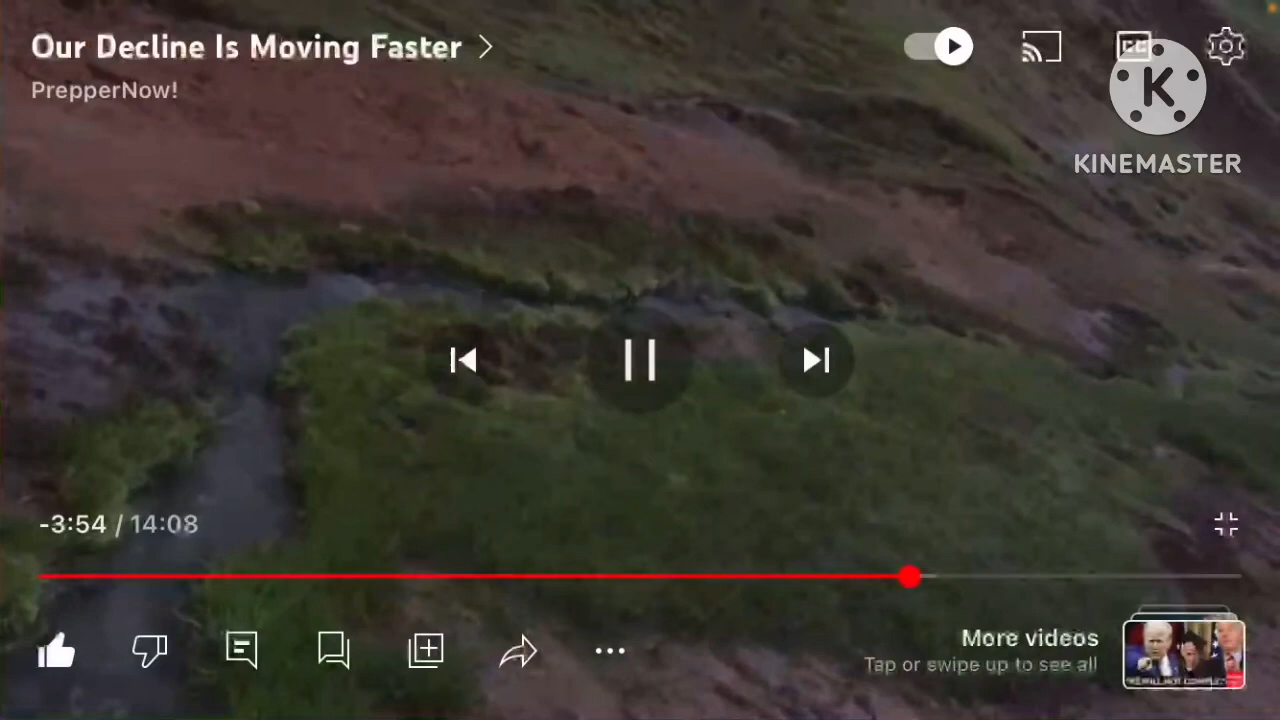 Our Decline Is Moving Faster
PrepperNow!
CC
K
KINEMASTER
-3:54 / 14:08
More videos
Tap or swipe up to see all